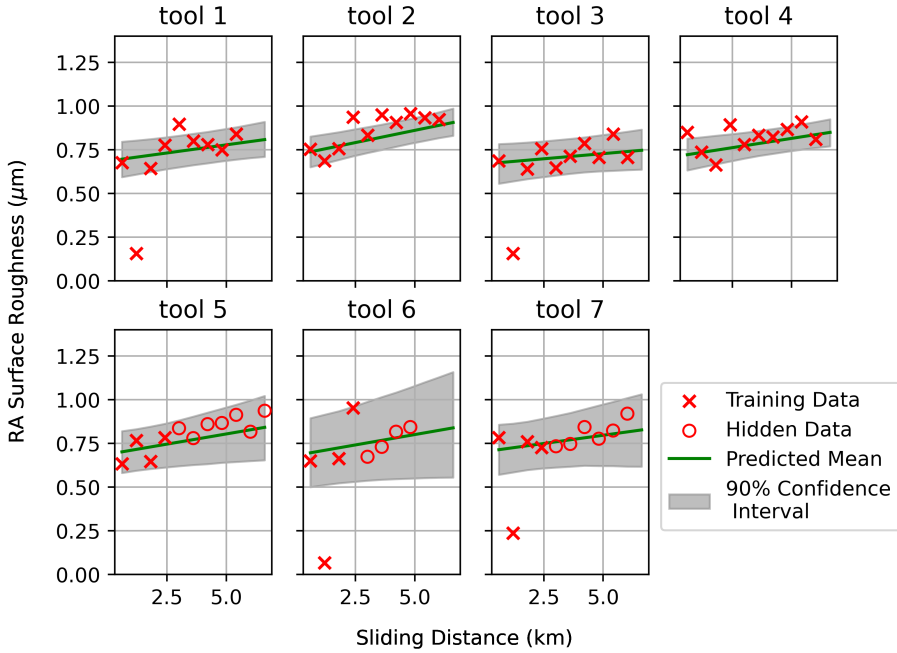 tool 1
tool 2
tool 3
tool 4
1.25
1.00
0.75
0.50
0.25
0.00
tool 5
tool 6
tool 7
1.25
1.00
0.75
0.50
0.25
0.00
2.5
5.0
2.5
5.0
2.5
5.0
RA Surface Roughness (μm)
Sliding Distance (km)
Training Data
Hidden Data
Predicted Mean
90% Confidence
Interval